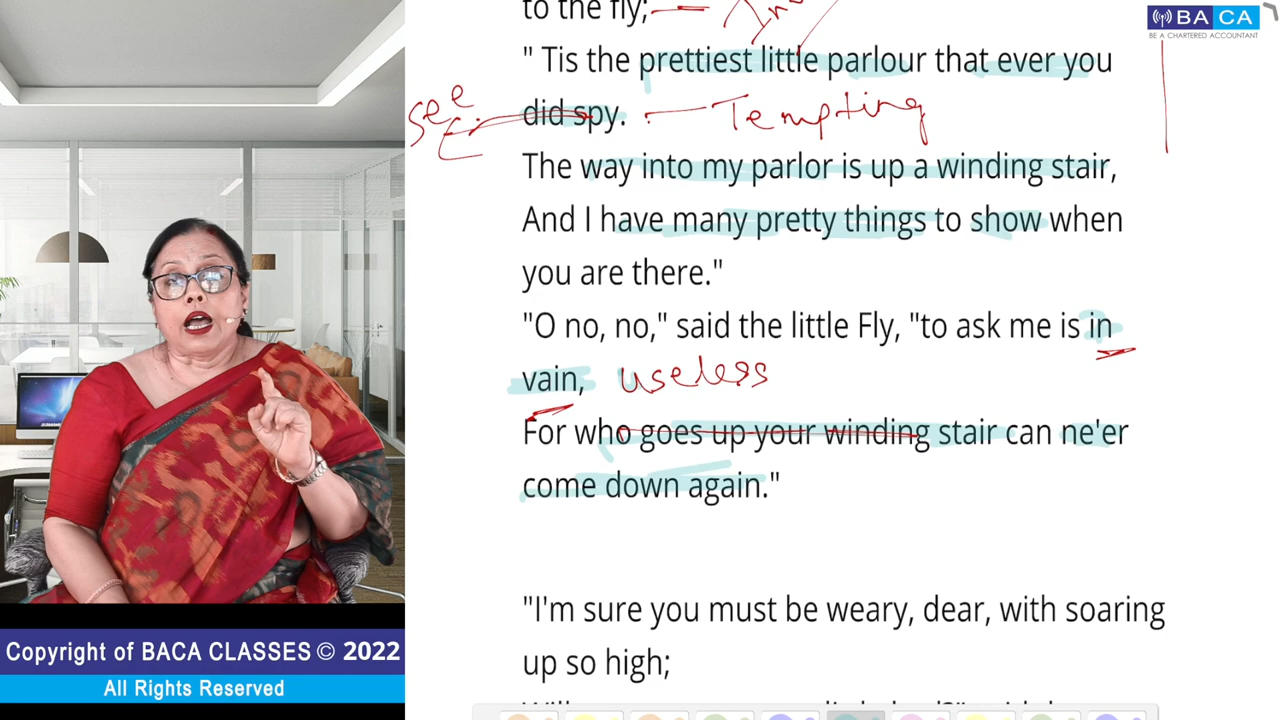 to the fly;
BACA
BE A CHARTERED ACCOUNTANT
" Tis the prettiest little parlour that ever you
see
did spy. Tempting
The way into my parlor is up a winding stair,
And I have many pretty things to show when
you are there."
"O no, no," said the little Fly, "to ask me is in
vain, useless
For who goes up your winding stair can ne'er
come down again."
"I'm sure you must be weary, dear, with soaring
up so high;
Copyright of BACA CLASSES © 2022
All Rights Reserved